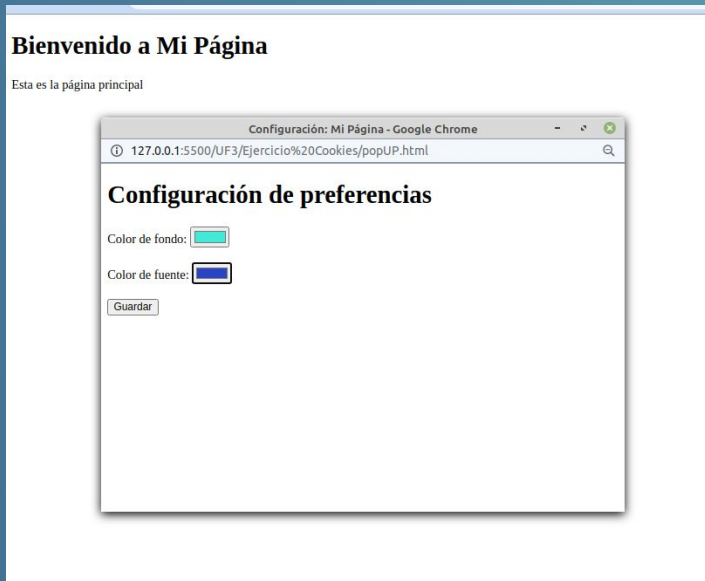 Bienvenido a Mi Página
Esta es la página principal
Configuración: Mi Página - Google Chrome
127.0.0.1:5500/UF3/Ejercicio%20Cookies/popUP.html
Configuración de preferencias
Color de fondo:
Color de fuente:
Guardar